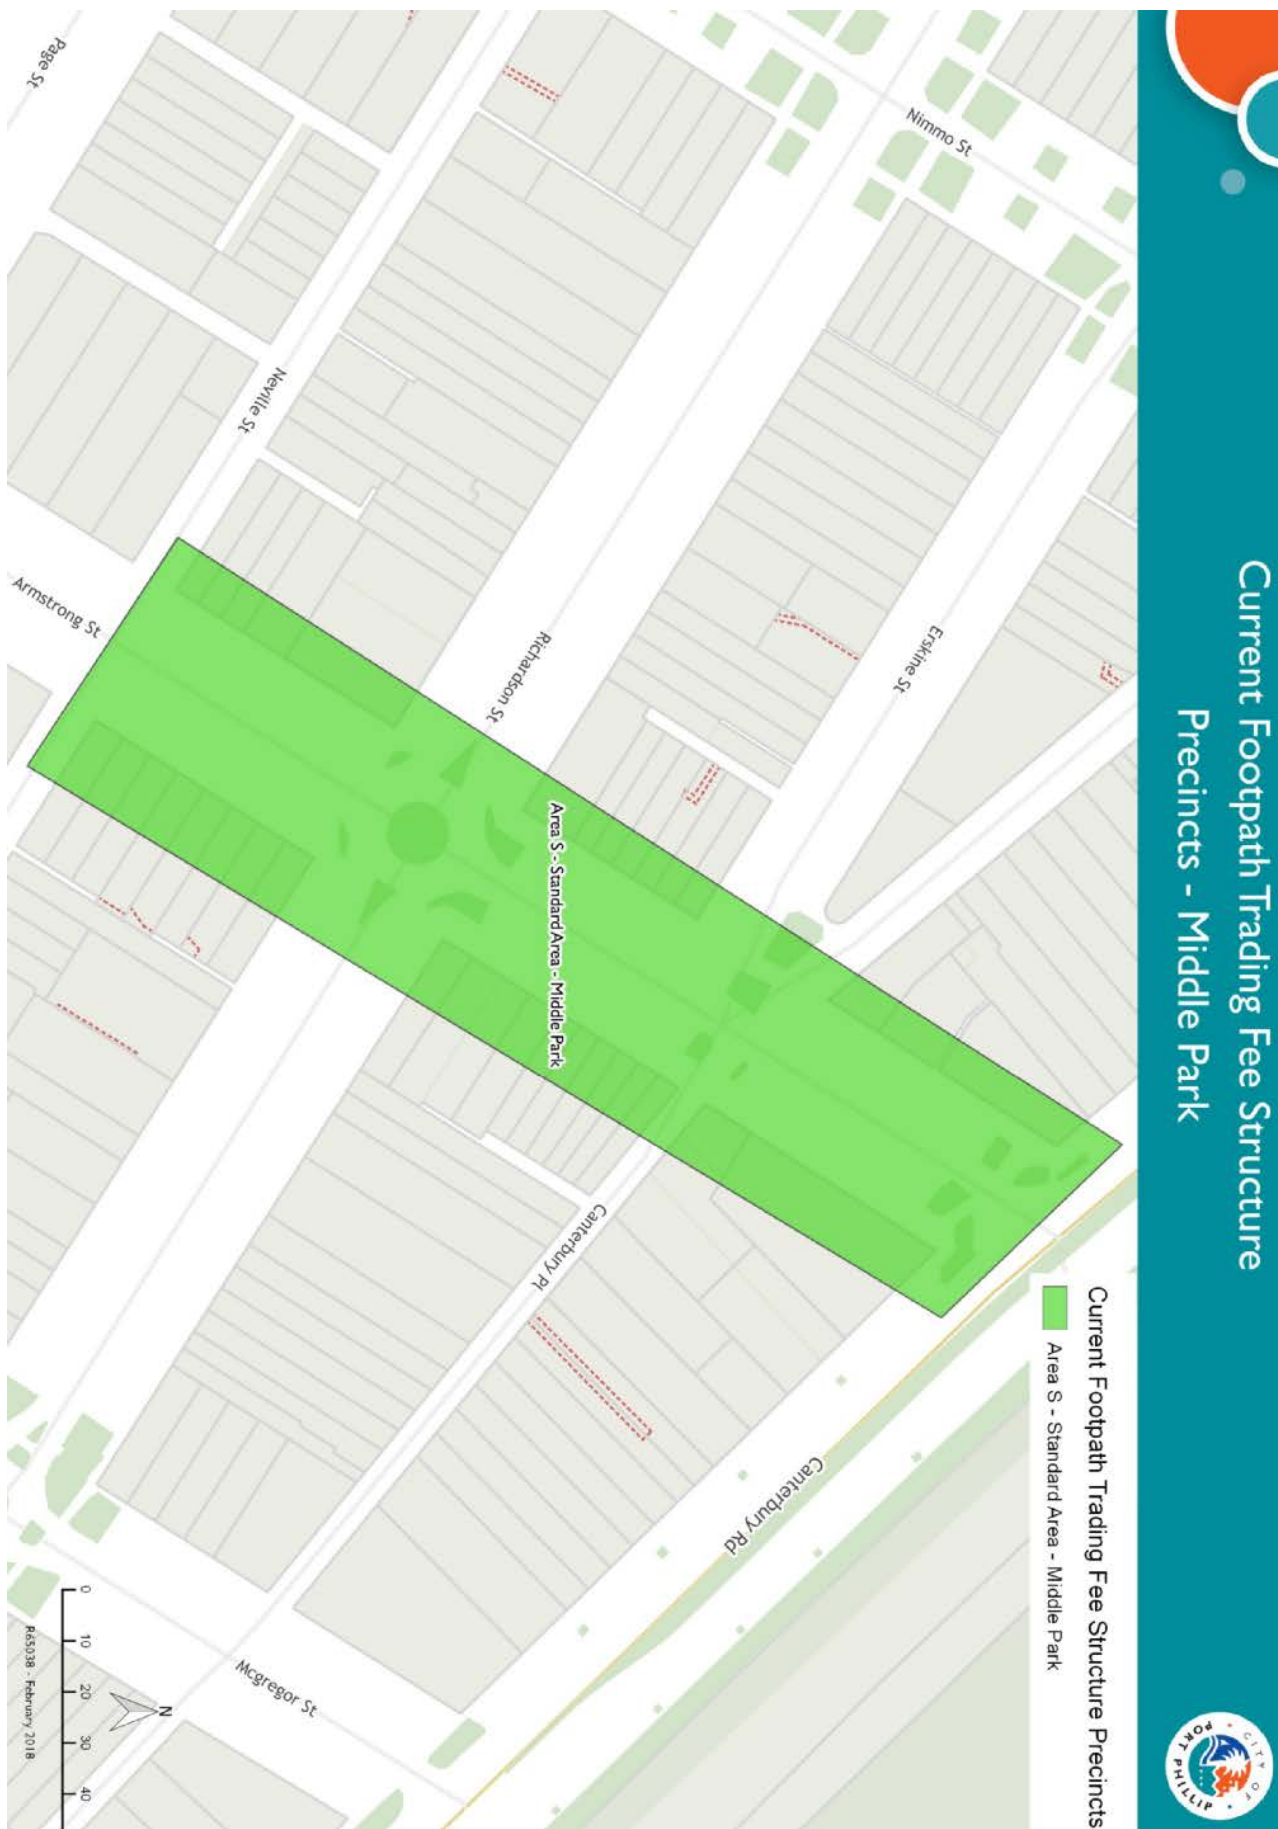 Current Footpath Trading Fee Structure
Precincts - Middle Park
CITY OF
PORT PHILLIP
Current Footpath Trading Fee Structure Precincts
Area S - Standard Area - Middle Park
Page St
Nimmo St
Neville St
Armstrong St
Richardson St
Erskine St
Area S - Standard Area - Middle Park
Canterbury Pl
Canterbury Rd
Mcgregor St
N
0 10 20 30 40
R65038 - February 2018